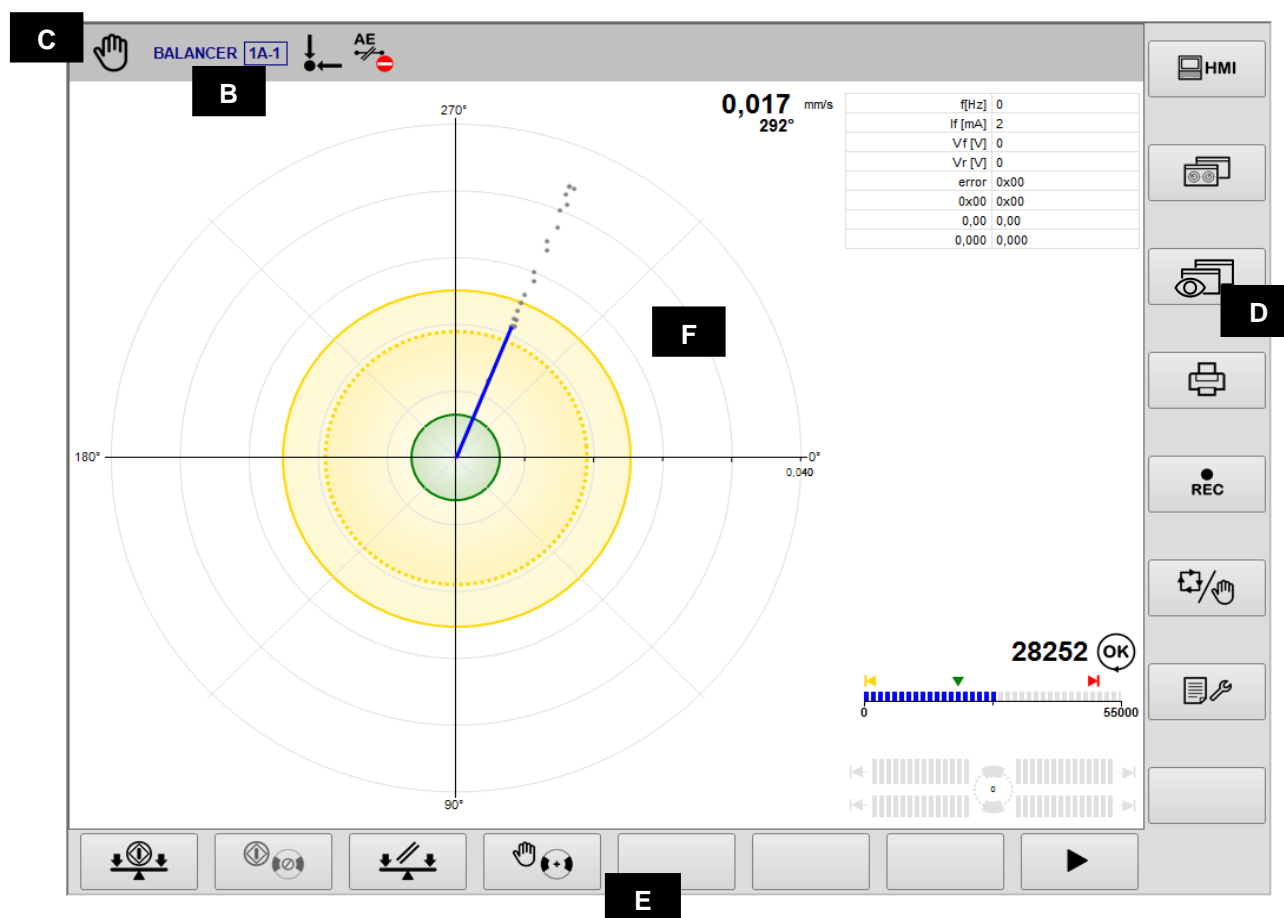 C
BALANCER 1A-1
AE
HMI
B
0,017 mm/s
292°
f[Hz] 0
If [mA] 2
Vf [V] 0
Vr [V] 0
error 0x00
0x00 0x00
0,00 0,00
0,000 0,000
270°
D
F
180°
0°
0,040
REC
28252 OK
0 55000
0
90°
E